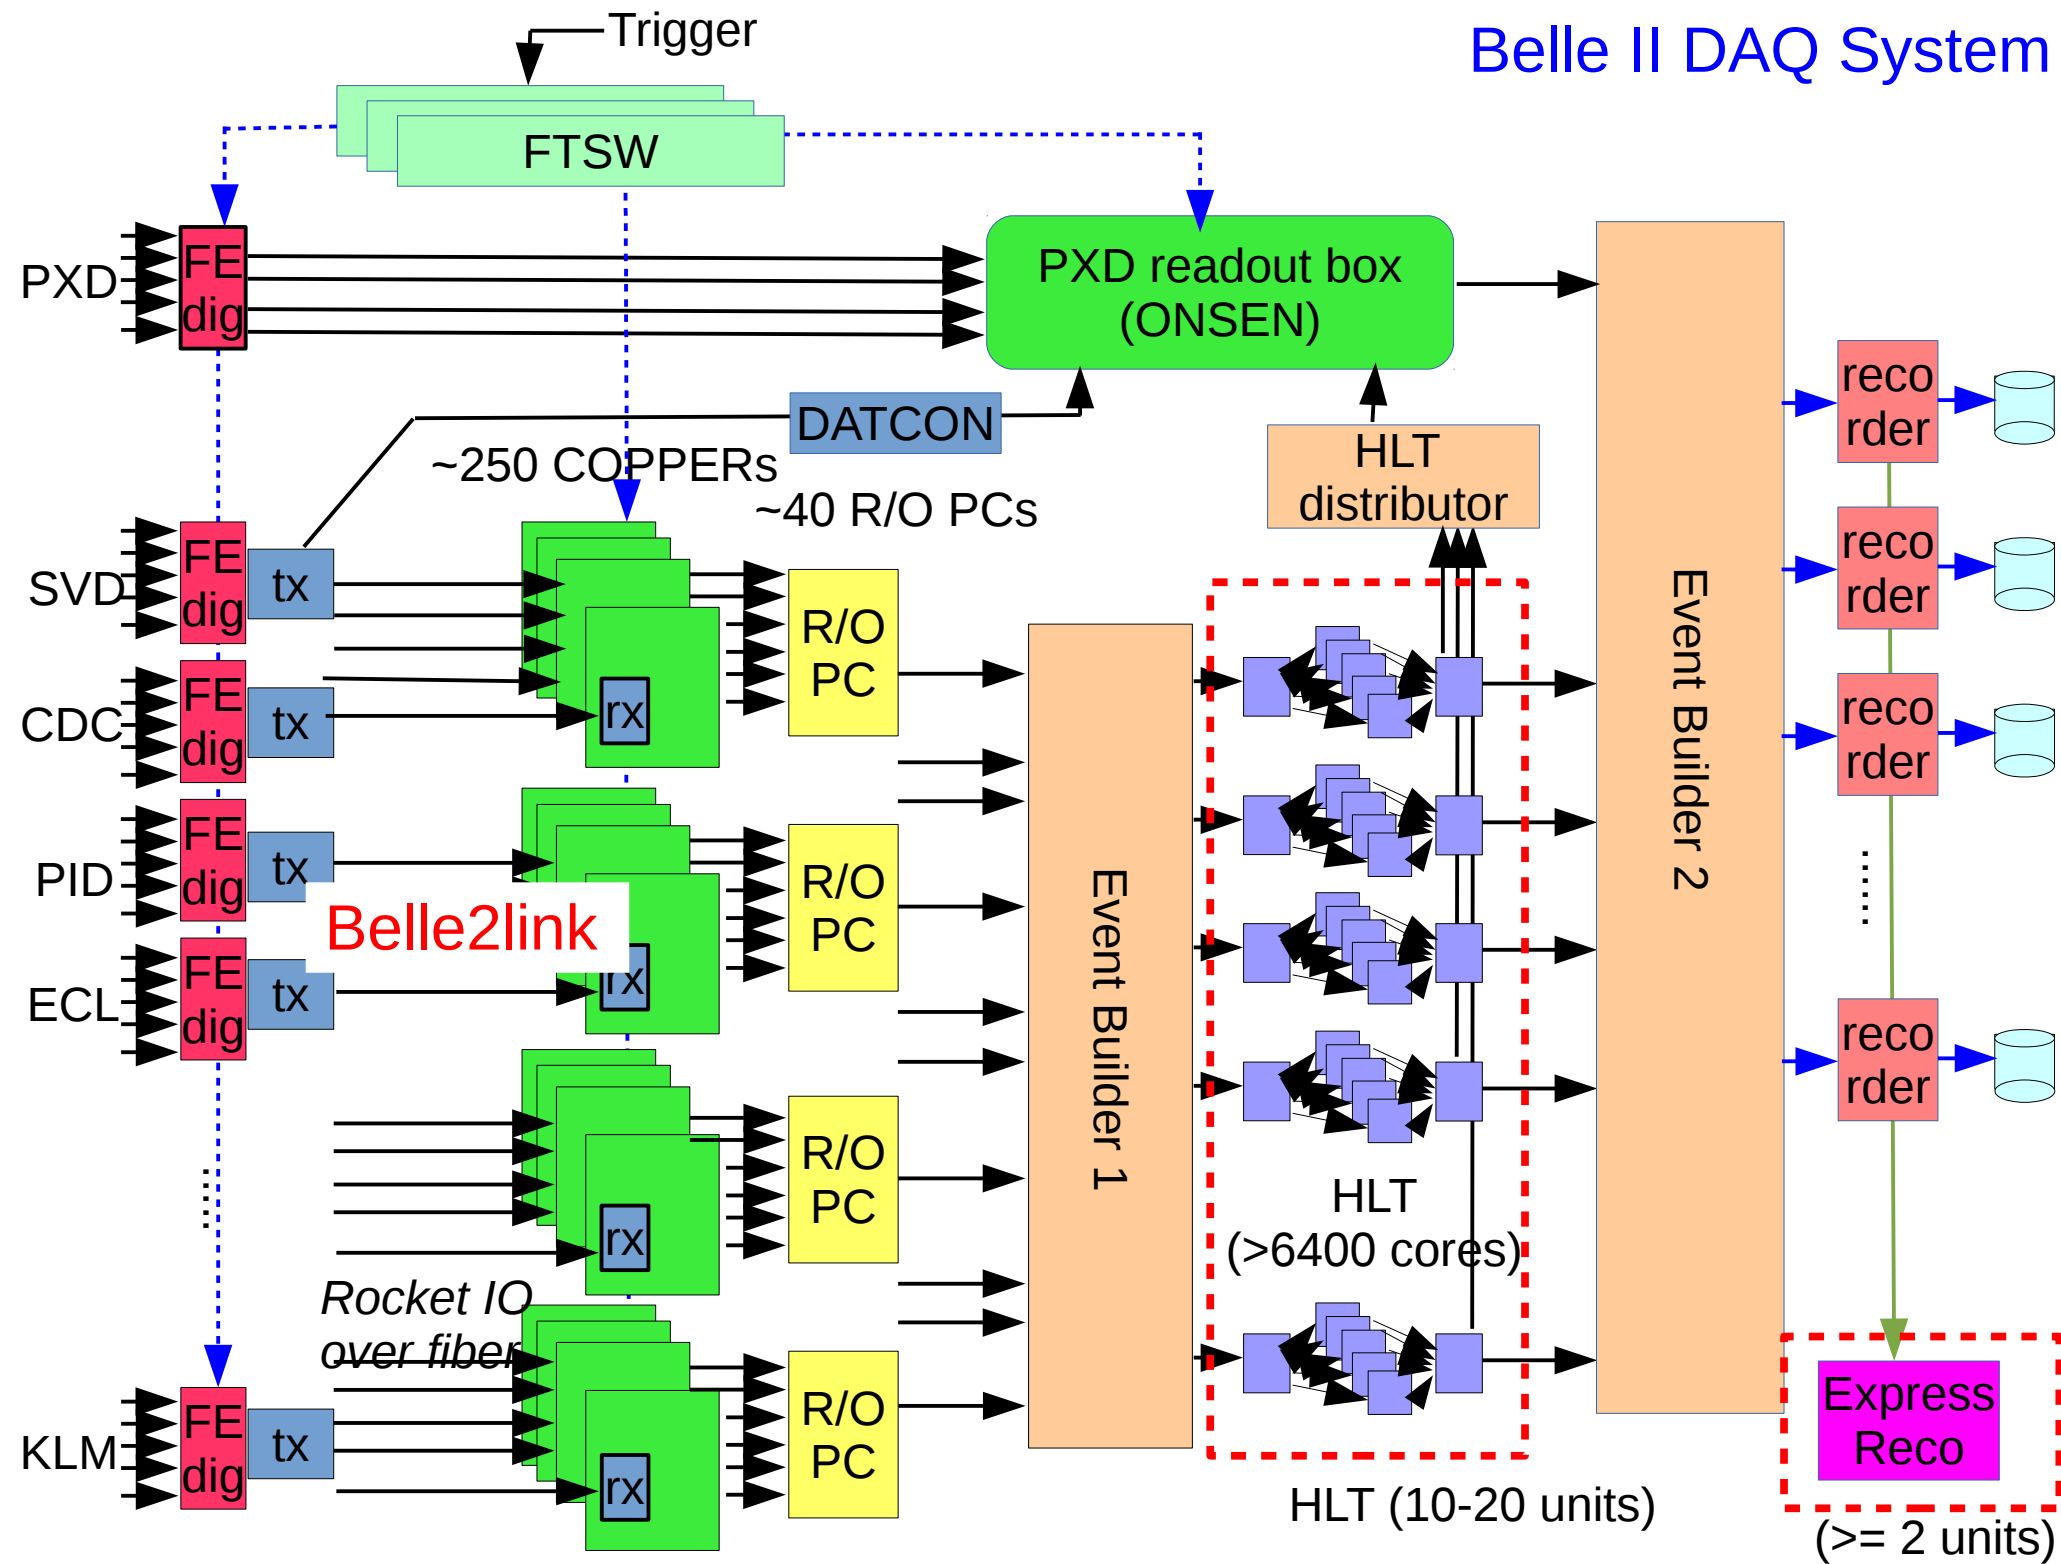 Trigger
Belle II DAQ System
FTSW
PXD
FE
dig
PXD readout box
(ONSEN)
DATCON
~250 COPPERs
~40 R/O PCs
HLT
distributor
reco
rder
reco
rder
reco
rder
reco
rder
SVD
FE
dig
tx
rx
R/O
PC
CDC
FE
dig
tx
PID
FE
dig
tx
Belle2link
rx
R/O
PC
ECL
FE
dig
tx
Event Builder 1
Event Builder 2
......
.....
rx
R/O
PC
HLT
(>6400 cores)
Rocket IO
over fiber
KLM
FE
dig
tx
rx
R/O
PC
HLT (10-20 units)
Express
Reco
(>= 2 units)